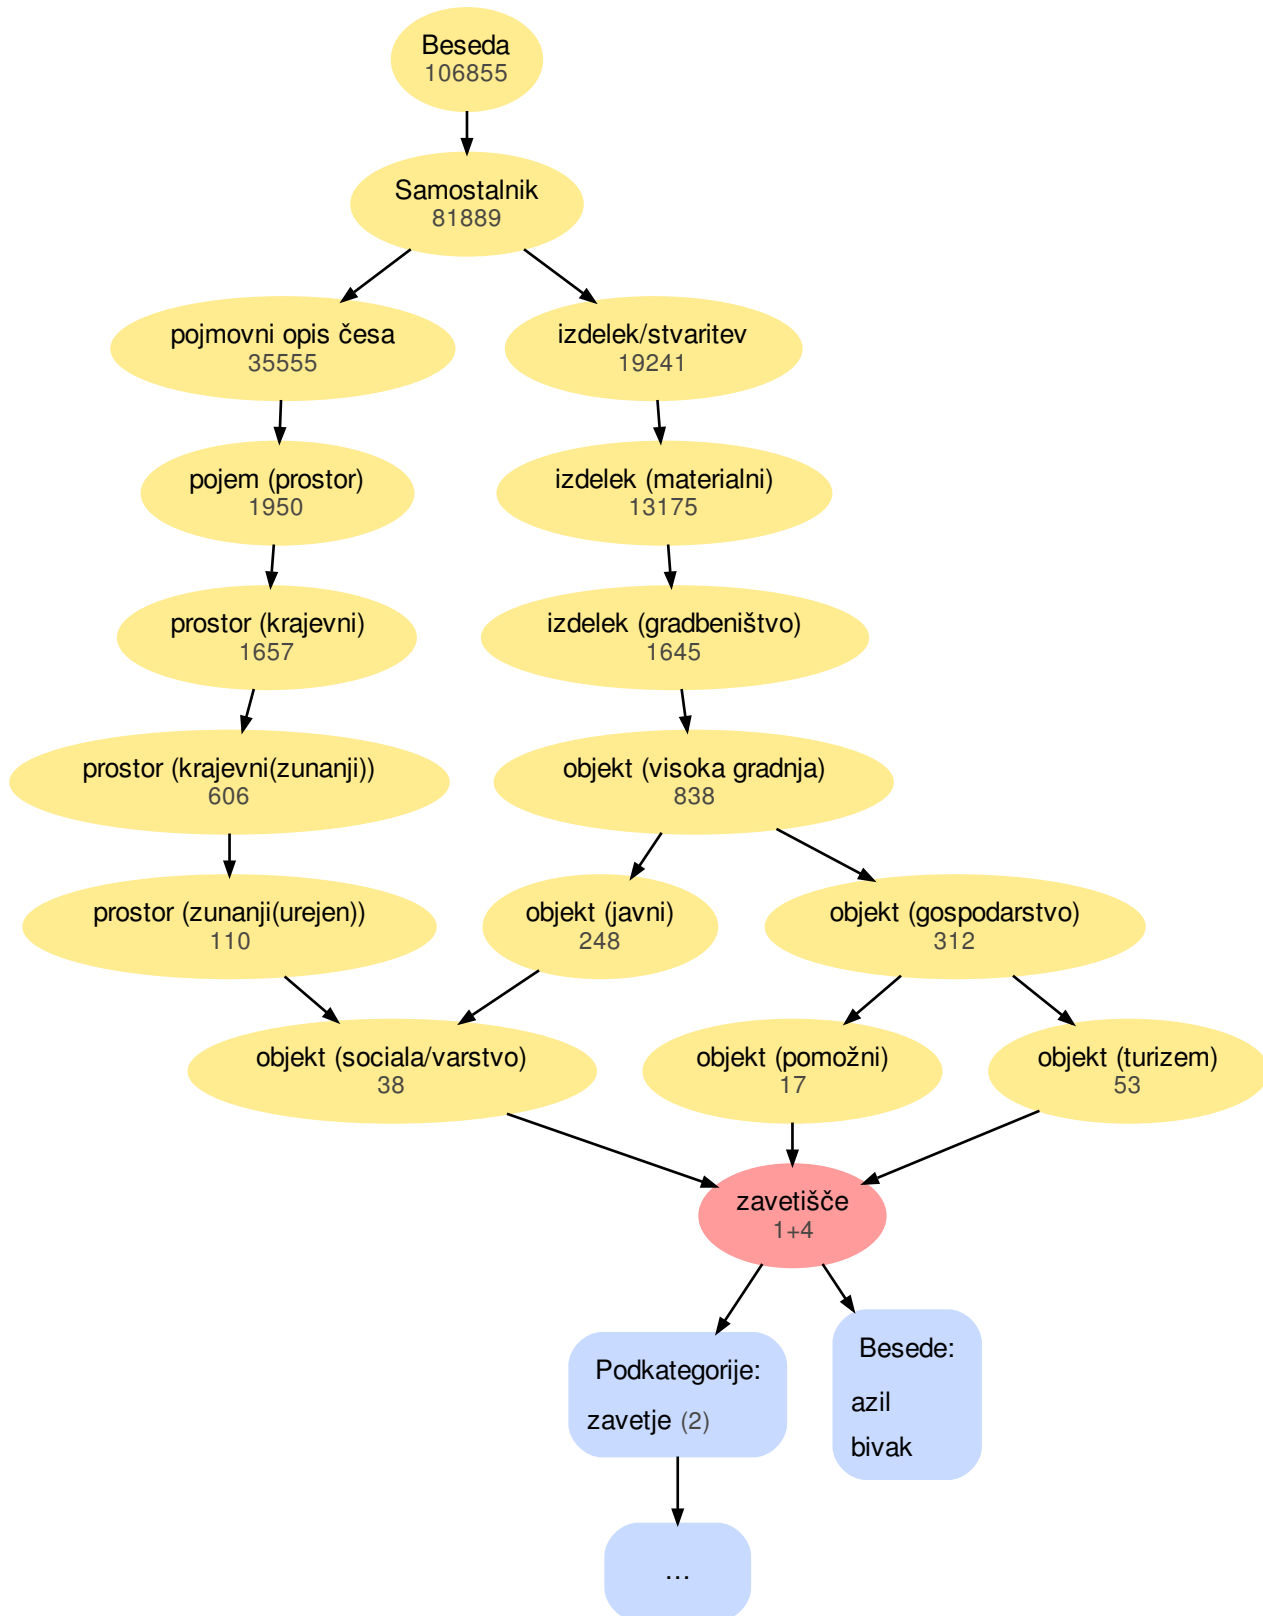 Beseda
106855
Samostalnik
81889
pojmovni opis česa
35555
izdelek/stvaritev
19241
pojem (prostor)
1950
izdelek (materialni)
13175
prostor (krajevni)
1657
izdelek (gradbeništvo)
1645
prostor (krajevni(zunanji))
606
objekt (visoka gradnja)
838
prostor (zunanji(urejen))
110
objekt (javni)
248
objekt (gospodarstvo)
312
objekt (sociala/varstvo)
38
objekt (pomožni)
17
objekt (turizem)
53
zavetišče
1+4
Podkategorije:
zavetje (2)
Besede:
azil
bivak
...